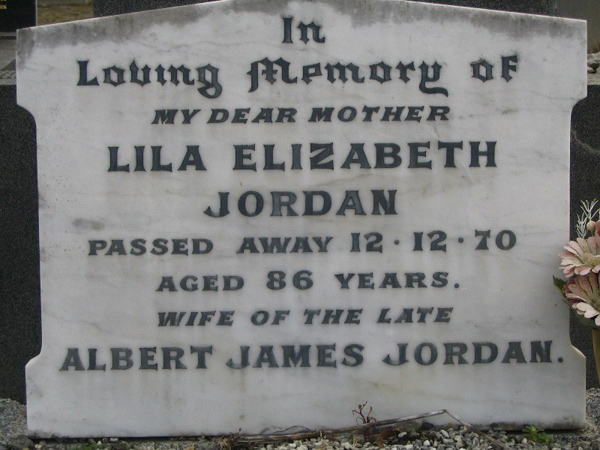 In
Loving Memory of
MY DEAR MOTHER
LILA ELIZABETH
JORDAN
PASSED AWAY 12·12·70
AGED 86 YEARS.
WIFE OF THE LATE
ALBERT JAMES JORDAN.